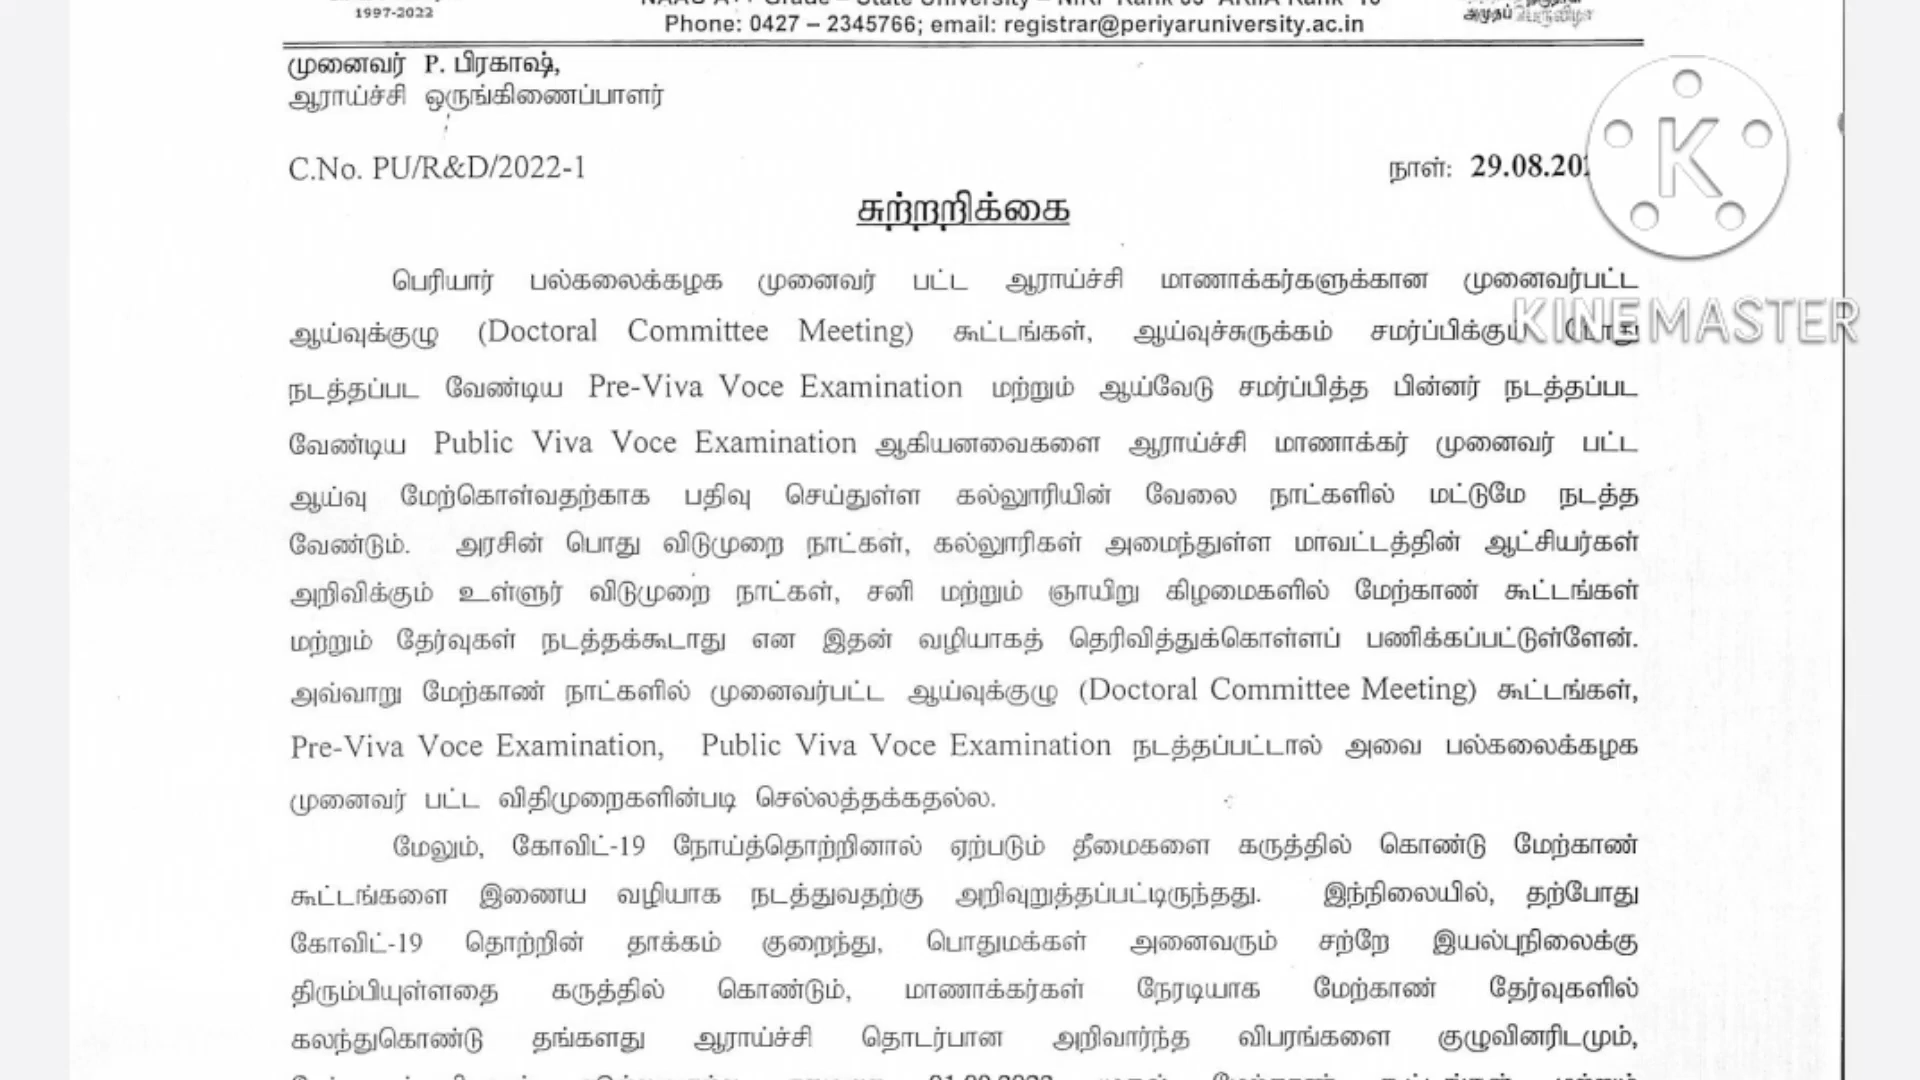 1997-2022
NAAC A++ Grade – State University – NIRF Rank
Phone: 0427 – 2345766; email: registrar@periyaruniversity.ac.in
அமுதப் பெருவிழா
முனைவர் P. பிரகாஷ்,
ஆராய்ச்சி ஒருங்கிணைப்பாளர்
C.No. PU/R&D/2022-1
நாள்: 29.08.202
சுற்றறிக்கை
பெரியார் பல்கலைக்கழக முனைவர் பட்ட ஆராய்ச்சி மாணாக்கர்களுக்கான முனைவர்பட்ட
ஆய்வுக்குழு (Doctoral Committee Meeting) கூட்டங்கள், ஆய்வுச்சுருக்கம் சமர்ப்பிக்கும் போது
நடத்தப்பட வேண்டிய Pre-Viva Voce Examination மற்றும் ஆய்வேடு சமர்ப்பித்த பின்னர் நடத்தப்பட
வேண்டிய Public Viva Voce Examination ஆகியனவைகளை ஆராய்ச்சி மாணாக்கர் முனைவர் பட்ட
ஆய்வு மேற்கொள்வதற்காக பதிவு செய்துள்ள கல்லூரியின் வேலை நாட்களில் மட்டுமே நடத்த
வேண்டும். அரசின் பொது விடுமுறை நாட்கள், கல்லூரிகள் அமைந்துள்ள மாவட்டத்தின் ஆட்சியர்கள்
அறிவிக்கும் உள்ளுர் விடுமுறை நாட்கள், சனி மற்றும் ஞாயிறு கிழமைகளில் மேற்காண் கூட்டங்கள்
மற்றும் தேர்வுகள் நடத்தக்கூடாது என இதன் வழியாகத் தெரிவித்துக்கொள்ளப் பணிக்கப்பட்டுள்ளேன்.
அவ்வாறு மேற்காண் நாட்களில் முனைவர்பட்ட ஆய்வுக்குழு (Doctoral Committee Meeting) கூட்டங்கள்,
Pre-Viva Voce Examination, Public Viva Voce Examination நடத்தப்பட்டால் அவை பல்கலைக்கழக
முனைவர் பட்ட விதிமுறைகளின்படி செல்லத்தக்கதல்ல.
மேலும், கோவிட்-19 நோய்த்தொற்றினால் ஏற்படும் தீமைகளை கருத்தில் கொண்டு மேற்காண்
கூட்டங்களை இணைய வழியாக நடத்துவதற்கு அறிவுறுத்தப்பட்டிருந்தது. இந்நிலையில், தற்போது
கோவிட்-19 தொற்றின் தாக்கம் குறைந்து, பொதுமக்கள் அனைவரும் சற்றே இயல்புநிலைக்கு
திரும்பியுள்ளதை கருத்தில் கொண்டும், மாணாக்கர்கள் நேரடியாக மேற்காண் தேர்வுகளில்
கலந்துகொண்டு தங்களது ஆராய்ச்சி தொடர்பான அறிவார்ந்த விபரங்களை குழுவினரிடமும்,
K
KINEMASTER